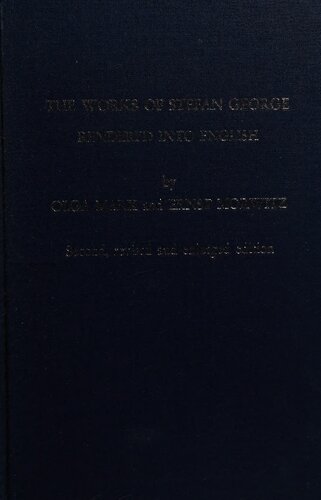 THE WORKS OF STEFAN GEORGE
RENDERED INTO ENGLISH
by
OLGA MARX and ERNST MORWITZ
Second, revised and enlarged edition